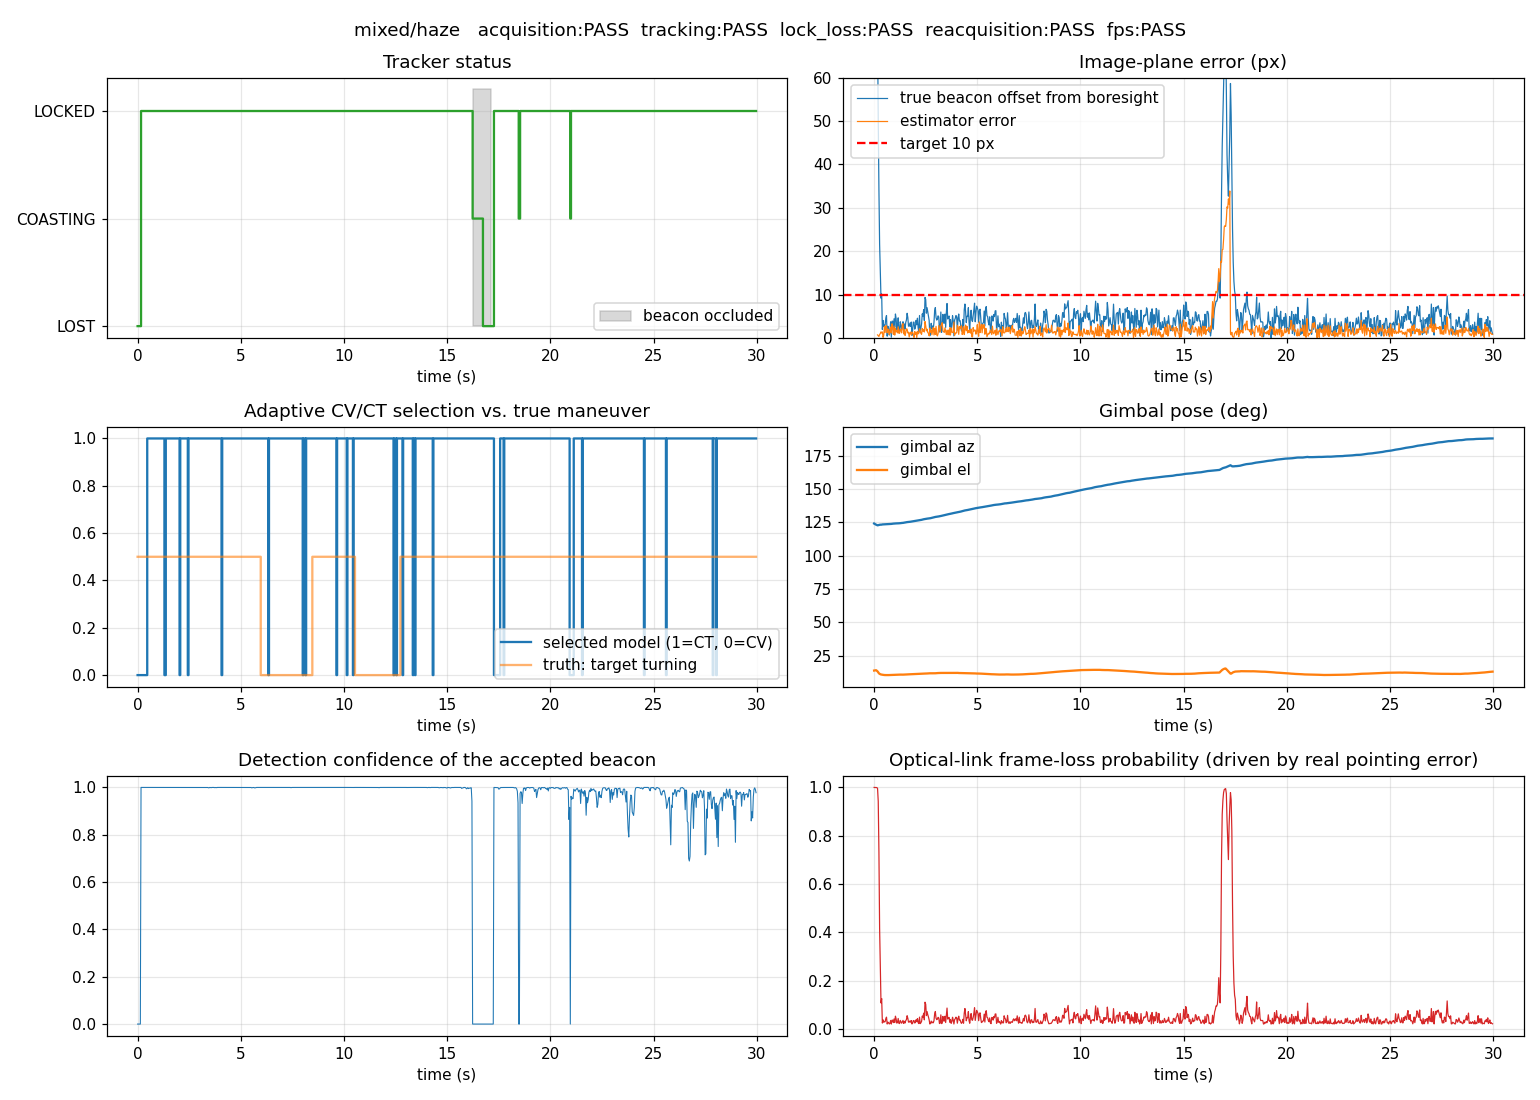 mixed/haze   acquisition:PASS  tracking:PASS  lock_loss:PASS  reacquisition:PASS  fps:PASS
Tracker status
LOCKED
COASTING
LOST
beacon occluded
0 5 10 15 20 25 30
time (s)
Image-plane error (px)
60
50
40
30
20
10
0
true beacon offset from boresight
estimator error
target 10 px
0 5 10 15 20 25 30
time (s)
Adaptive CV/CT selection vs. true maneuver
1.0
0.8
0.6
0.4
0.2
0.0
selected model (1=CT, 0=CV)
truth: target turning
0 5 10 15 20 25 30
time (s)
Gimbal pose (deg)
175
150
125
100
75
50
25
gimbal az
gimbal el
0 5 10 15 20 25 30
time (s)
Detection confidence of the accepted beacon
1.0
0.8
0.6
0.4
0.2
0.0
0 5 10 15 20 25 30
time (s)
Optical-link frame-loss probability (driven by real pointing error)
1.0
0.8
0.6
0.4
0.2
0.0
0 5 10 15 20 25 30
time (s)